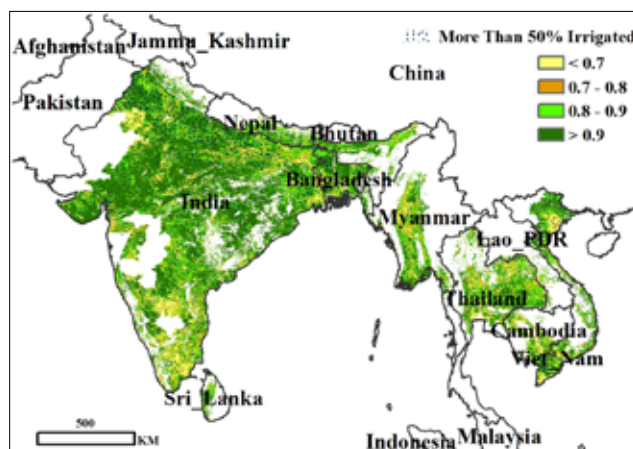 More Than 50% Irrigated
< 0.7
0.7 - 0.8
0.8 - 0.9
> 0.9
Afghanistan
Jammu_Kashmir
China
Pakistan
Nepal
Bhutan
Bangladesh
India
Myanmar
Lao_PDR
Thailand
Cambodia
Viet_Nam
Sri_Lanka
500
KM
Indonesia
Malaysia